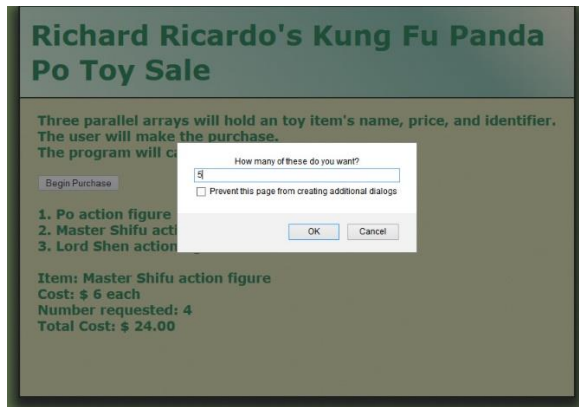 Richard Ricardo's Kung Fu Panda
Po Toy Sale
Three parallel arrays will hold an toy item's name, price, and identifier.
The user will make the purchase.
The program will
How many of these do you want?
5
Prevent this page from creating additional dialogs
OK Cancel
Begin Purchase
1. Po action figure
2. Master Shifu
3. Lord Shen action
Item: Master Shifu action figure
Cost: $ 6 each
Number requested: 4
Total Cost: $ 24.00